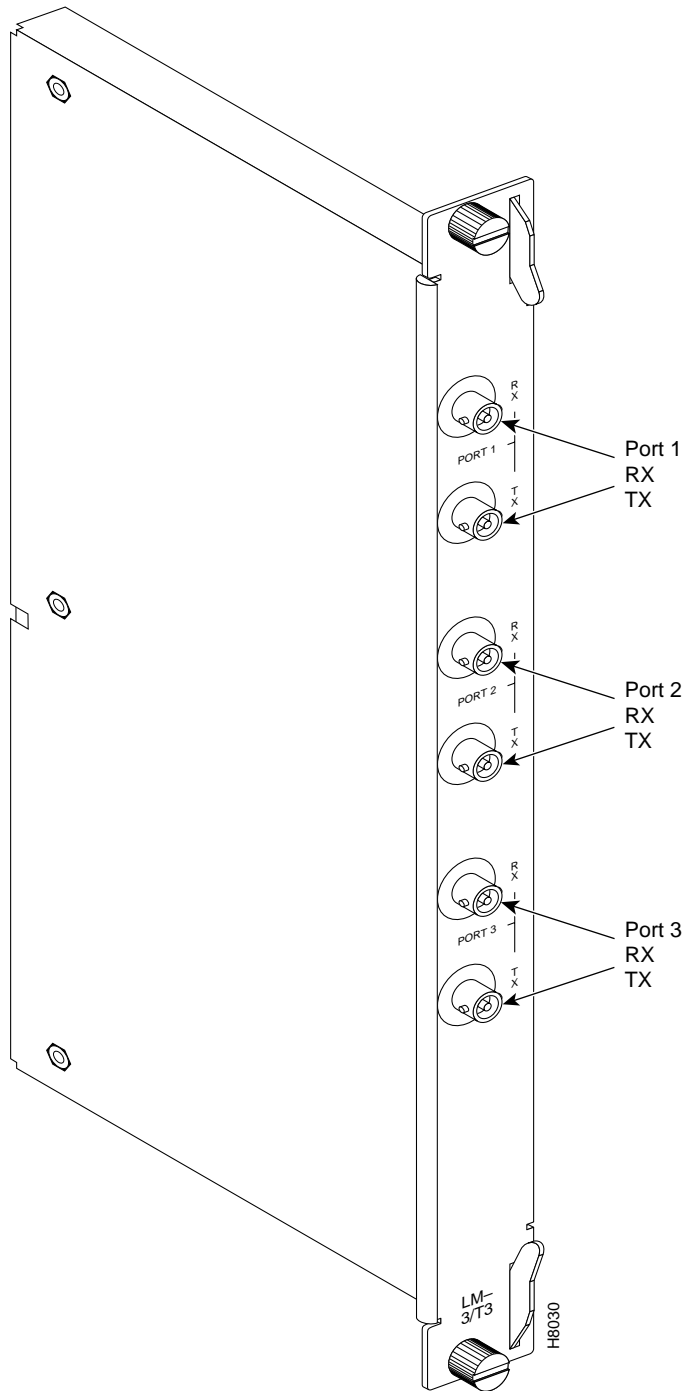 RX
PORT 1
TX
Port 1
RX
TX
RX
PORT 2
TX
Port 2
RX
TX
RX
PORT 3
TX
Port 3
RX
TX
LM–
3/T3
H8030